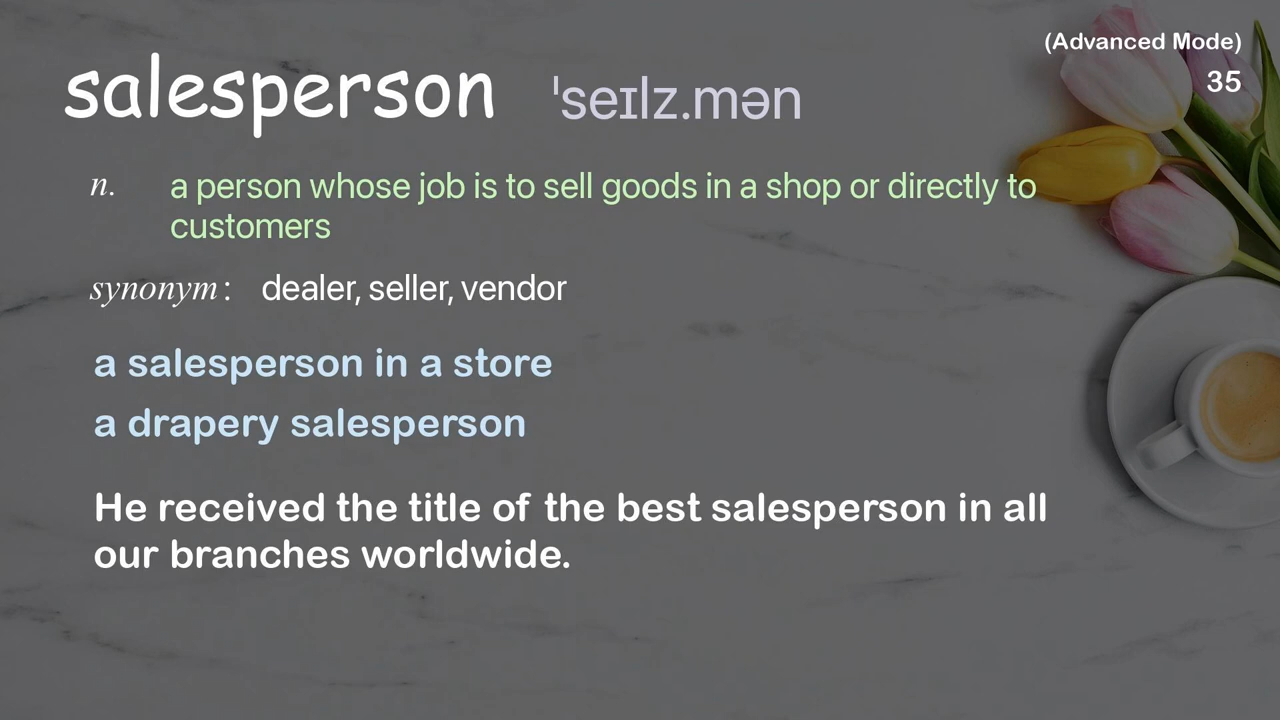 (Advanced Mode)
35
salesperson ˈseɪlz.mən
n. a person whose job is to sell goods in a shop or directly to
customers
synonym: dealer, seller, vendor
a salesperson in a store
a drapery salesperson
He received the title of the best salesperson in all
our branches worldwide.